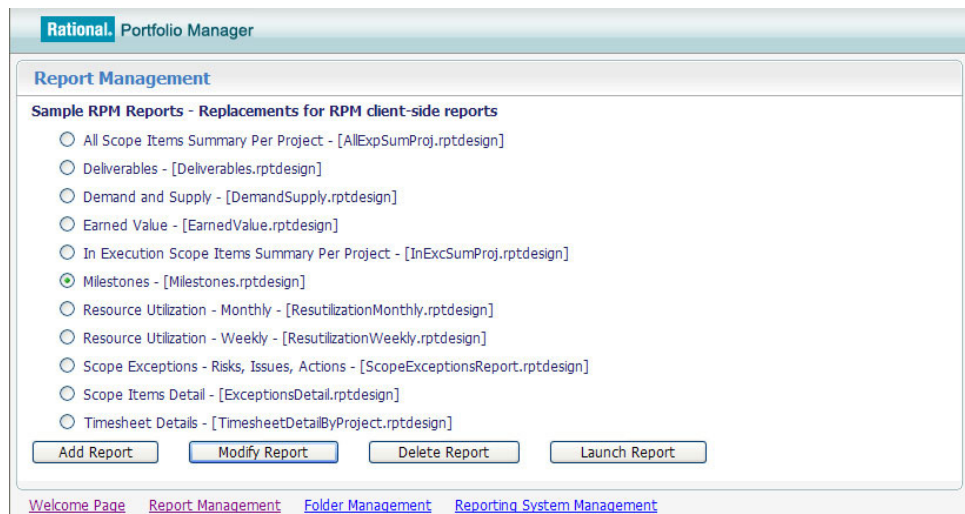 Rational. Portfolio Manager
Report Management
Sample RPM Reports - Replacements for RPM client-side reports
All Scope Items Summary Per Project - [AllExpSumProj.rptdesign]
Deliverables - [Deliverables.rptdesign]
Demand and Supply - [DemandSupply.rptdesign]
Earned Value - [EarnedValue.rptdesign]
In Execution Scope Items Summary Per Project - [InExcSumProj.rptdesign]
Milestones - [Milestones.rptdesign]
Resource Utilization - Monthly - [ResutilizationMonthly.rptdesign]
Resource Utilization - Weekly - [ResutilizationWeekly.rptdesign]
Scope Exceptions - Risks, Issues, Actions - [ScopeExceptionsReport.rptdesign]
Scope Items Detail - [ExceptionsDetail.rptdesign]
Timesheet Details - [TimesheetDetailByProject.rptdesign]
Add Report Modify Report Delete Report Launch Report
Welcome Page Report Management Folder Management Reporting System Management